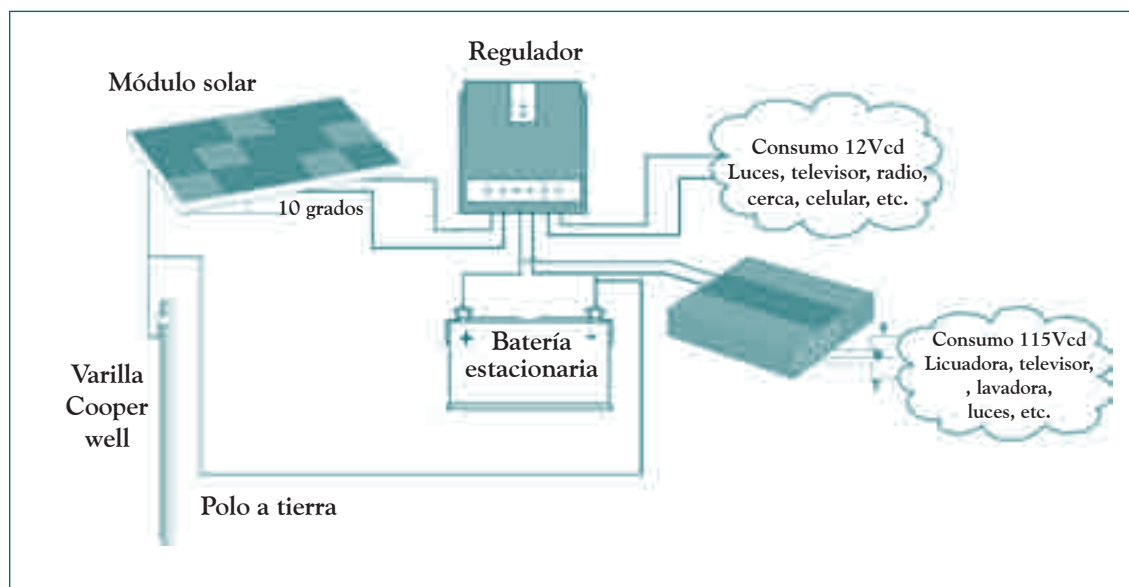 Regulador
Módulo solar
Consumo 12Vcd
Luces, televisor, radio,
cerca, celular, etc.
10 grados
Batería
estacionaria
+
-
Consumo 115Vcd
Licuadora, televisor,
, lavadora,
luces, etc.
Varilla
Cooper
well
Polo a tierra